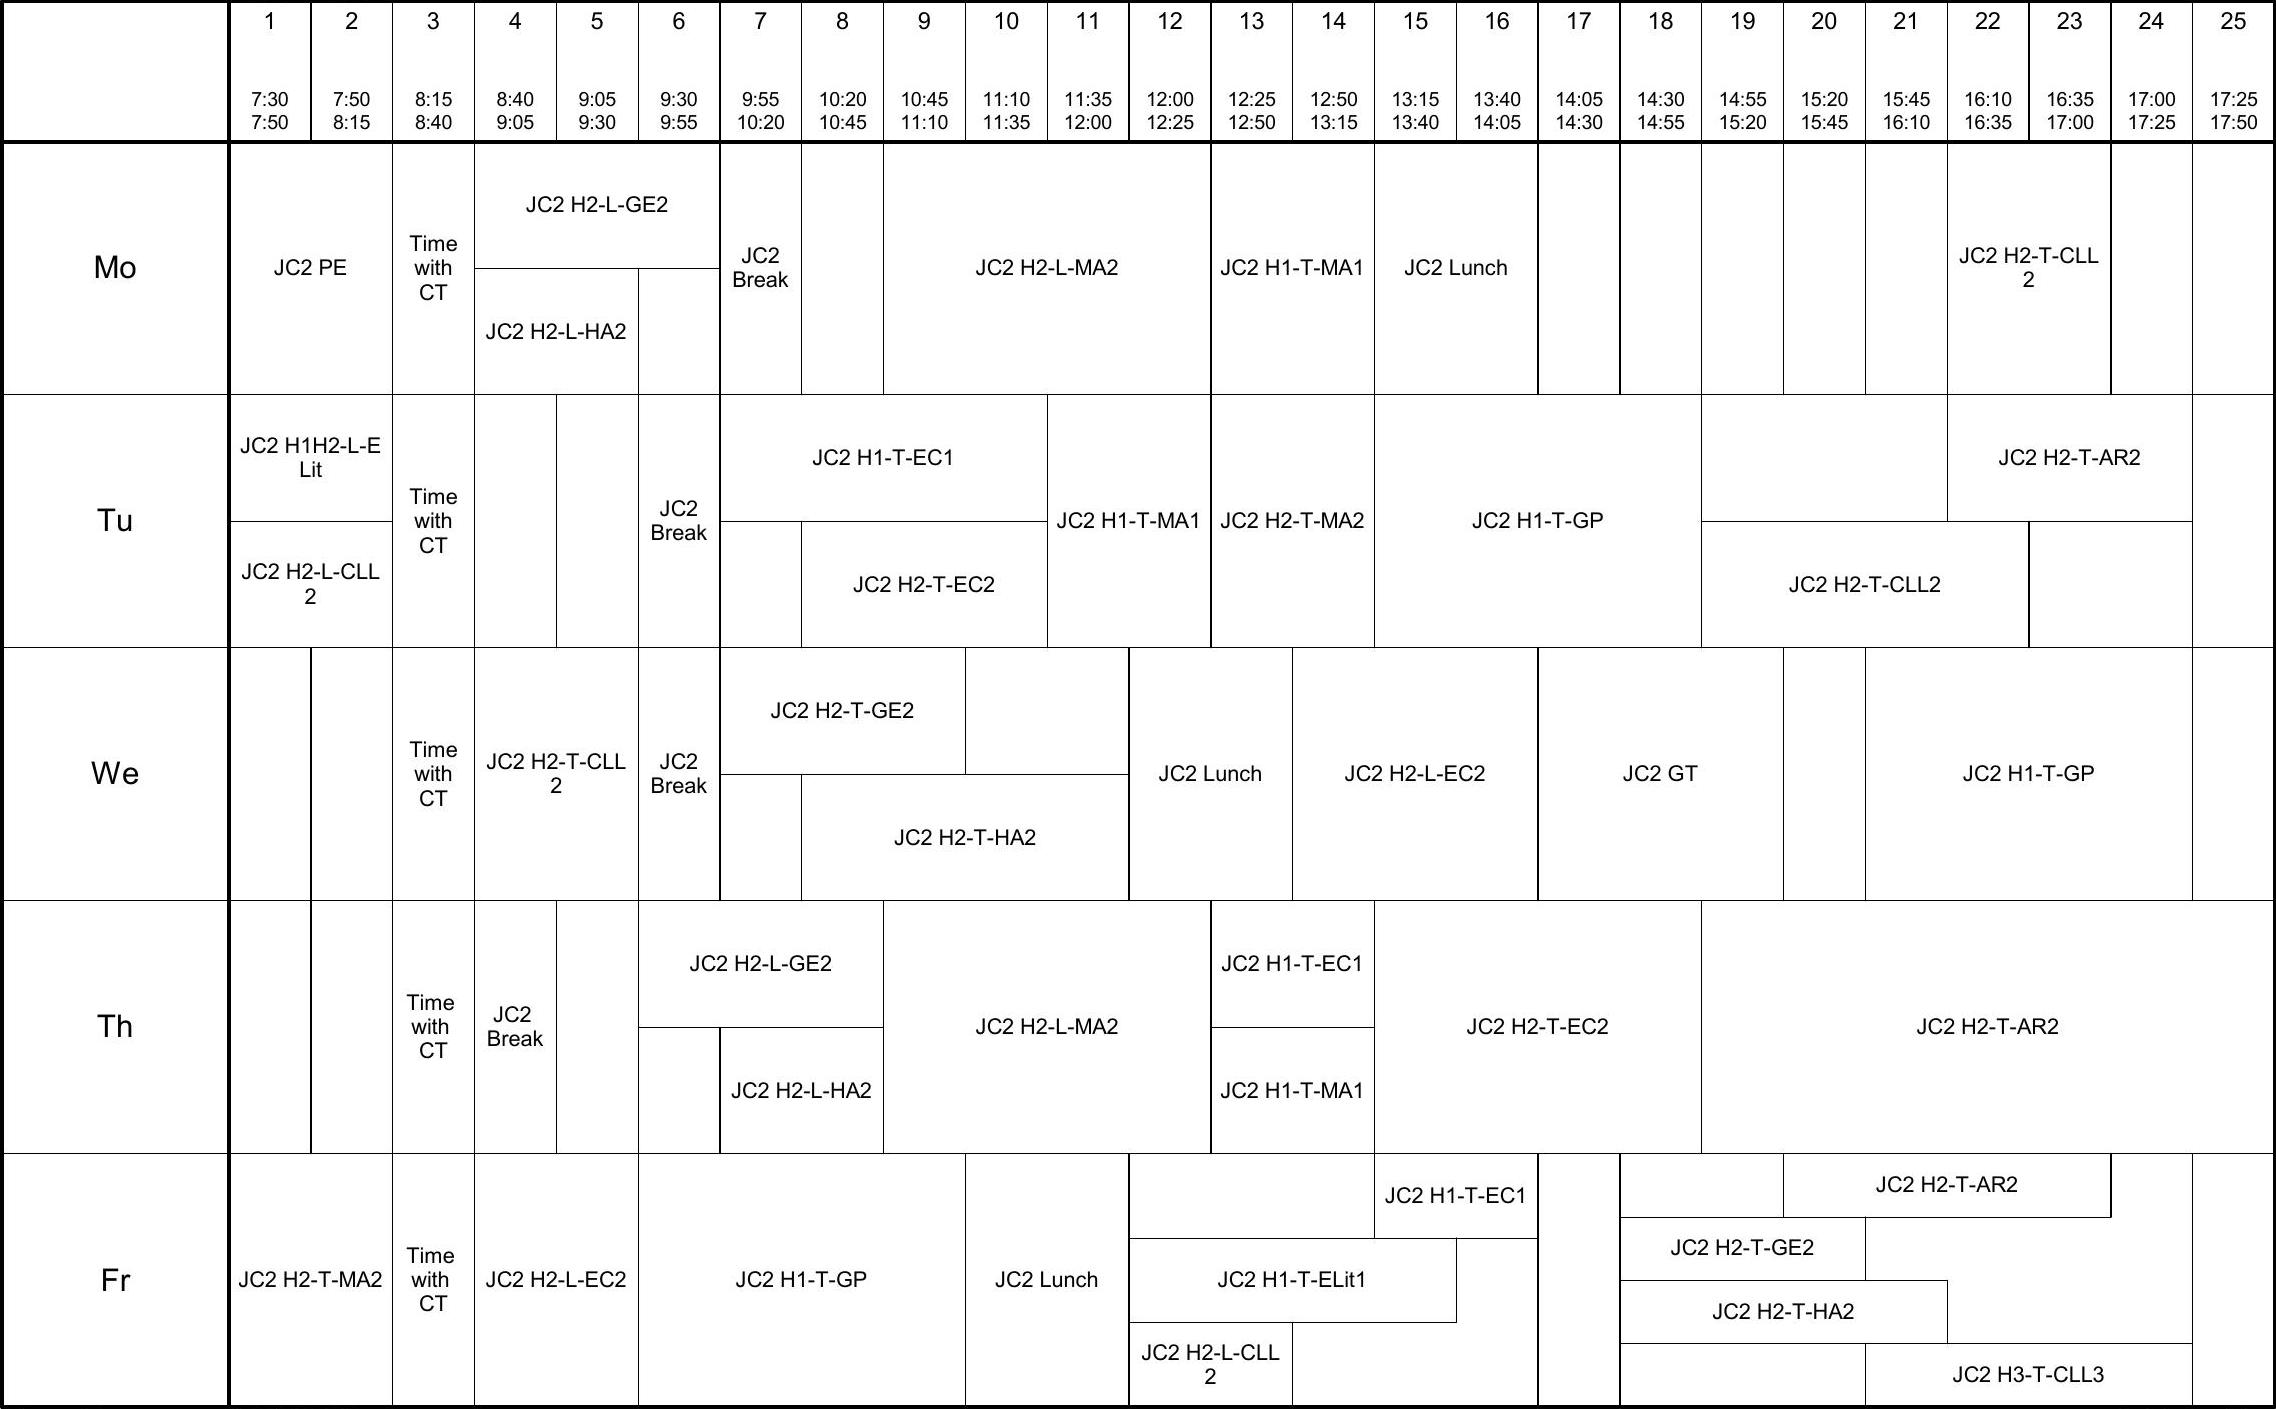 1 2 3 4 5 6 7 8 9 10 11 12 13 14 15 16 17 18 19 20 21 22 23 24 25
7:30 7:50 8:15 8:40 9:05 9:30 9:55 10:20 10:45 11:10 11:35 12:00 12:25 12:50 13:15 13:40 14:05 14:30 14:55 15:20 15:45 16:10 16:35 17:00 17:25
7:50 8:15 8:40 9:05 9:30 9:55 10:20 10:45 11:10 11:35 12:00 12:25 12:50 13:15 13:40 14:05 14:30 14:55 15:20 15:45 16:10 16:35 17:00 17:25 17:50
Mo
JC2 PE
Time
with
CT
JC2 H2-L-GE2
JC2 H2-L-HA2
JC2
Break
JC2 H2-L-MA2
JC2 H1-T-MA1
JC2 Lunch
JC2 H2-T-CLL
2
Tu
JC2 H1H2-L-E
Lit
JC2 H2-L-CLL
2
Time
with
CT
JC2
Break
JC2 H1-T-EC1
JC2 H2-T-EC2
JC2 H1-T-MA1
JC2 H2-T-MA2
JC2 H1-T-GP
JC2 H2-T-AR2
JC2 H2-T-CLL2
We
Time
with
CT
JC2 H2-T-CLL
2
JC2
Break
JC2 H2-T-GE2
JC2 H2-T-HA2
JC2 Lunch
JC2 H2-L-EC2
JC2 GT
JC2 H1-T-GP
Th
Time
with
CT
JC2
Break
JC2 H2-L-GE2
JC2 H2-L-HA2
JC2 H2-L-MA2
JC2 H1-T-EC1
JC2 H1-T-MA1
JC2 H2-T-EC2
JC2 H2-T-AR2
Fr
JC2 H2-T-MA2
Time
with
CT
JC2 H2-L-EC2
JC2 H1-T-GP
JC2 Lunch
JC2 H1-T-EC1
JC2 H1-T-ELit1
JC2 H2-L-CLL
2
JC2 H2-T-AR2
JC2 H2-T-GE2
JC2 H2-T-HA2
JC2 H3-T-CLL3